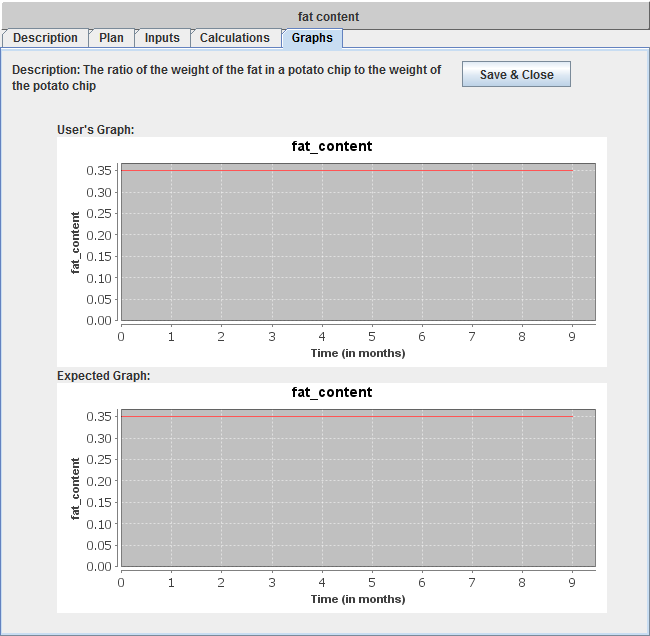 fat content
Description Plan Inputs Calculations Graphs
Description: The ratio of the weight of the fat in a potato chip to the weight of
the potato chip
Save & Close
User's Graph:
fat_content
fat_content
0.35
0.30
0.25
0.20
0.15
0.10
0.05
0.00
0 1 2 3 4 5 6 7 8 9
Time (in months)
Expected Graph:
fat_content
fat_content
0.35
0.30
0.25
0.20
0.15
0.10
0.05
0.00
0 1 2 3 4 5 6 7 8 9
Time (in months)